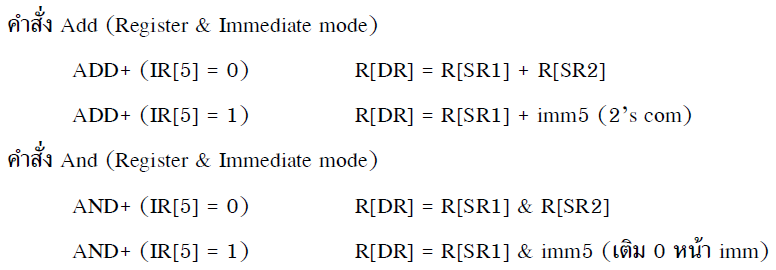 คำสั่ง Add (Register & Immediate mode)
ADD+ (IR[5] = 0) R[DR] = R[SR1] + R[SR2]
ADD+ (IR[5] = 1) R[DR] = R[SR1] + imm5 (2's com)
คำสั่ง And (Register & Immediate mode)
AND+ (IR[5] = 0) R[DR] = R[SR1] & R[SR2]
AND+ (IR[5] = 1) R[DR] = R[SR1] & imm5 (เติม 0 หน้า imm)